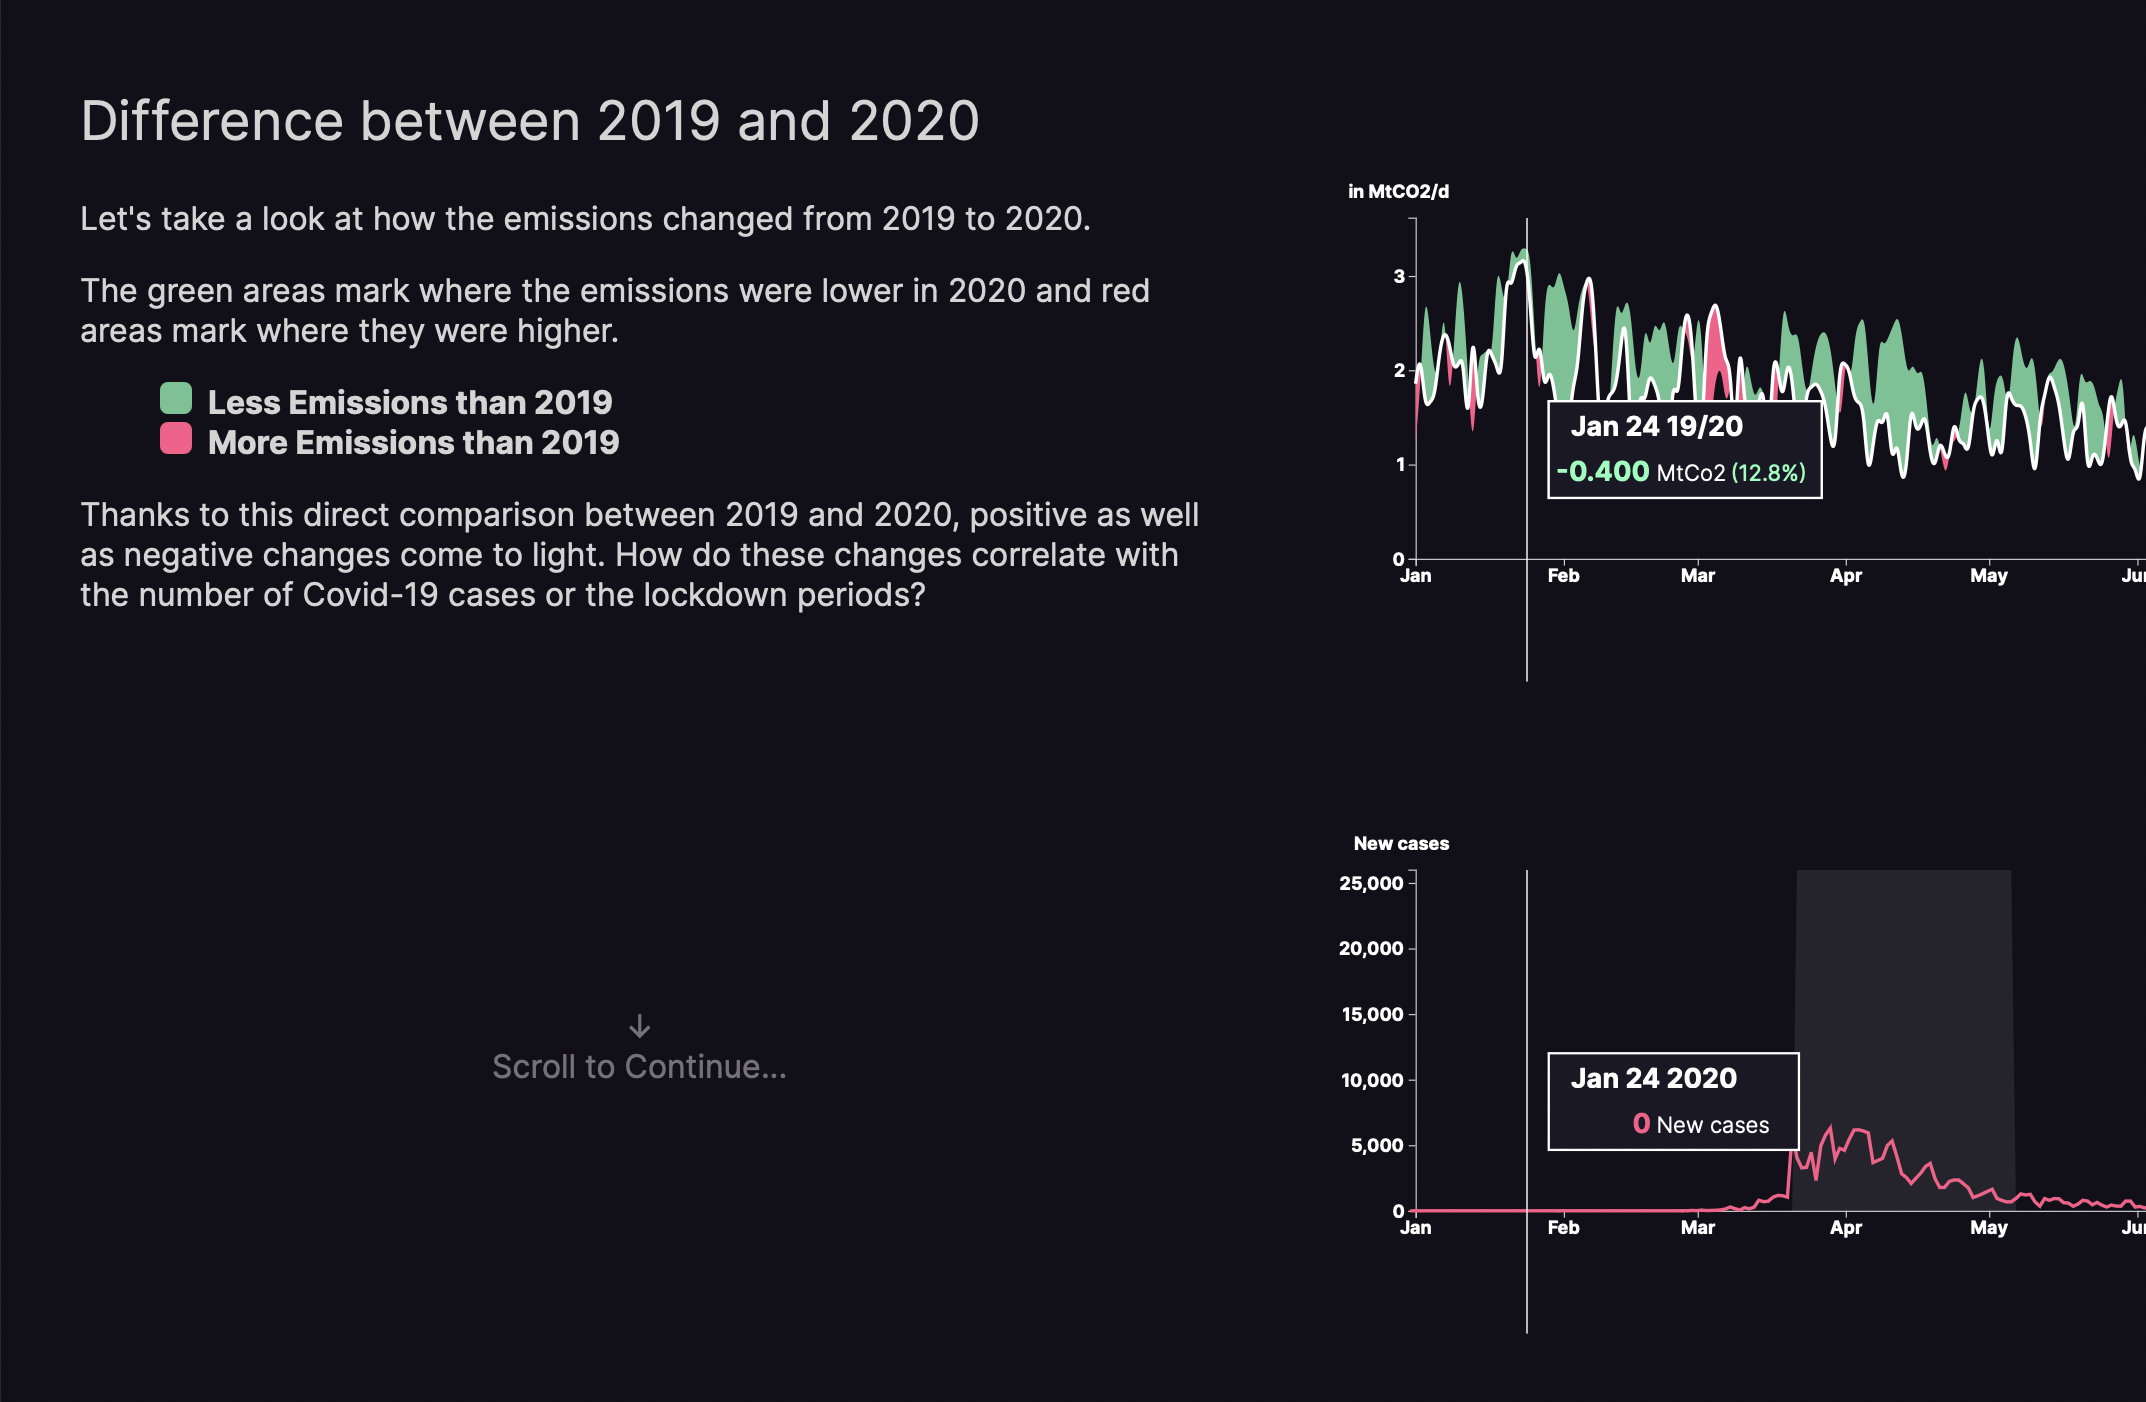 Difference between 2019 and 2020
Let's take a look at how the emissions changed from 2019 to 2020.
The green areas mark where the emissions were lower in 2020 and red
areas mark where they were higher.
Less Emissions than 2019
More Emissions than 2019
Thanks to this direct comparison between 2019 and 2020, positive as well
as negative changes come to light. How do these changes correlate with
the number of Covid-19 cases or the lockdown periods?
↓
Scroll to Continue...
in MtCO2/d
3
2
1
0
Jan Feb Mar Apr May
Jan 24 19/20
-0.400 MtCo2 (12.8%)
New cases
25,000
20,000
15,000
10,000
5,000
0
Jan Feb Mar Apr May
Jan 24 2020
0 New cases